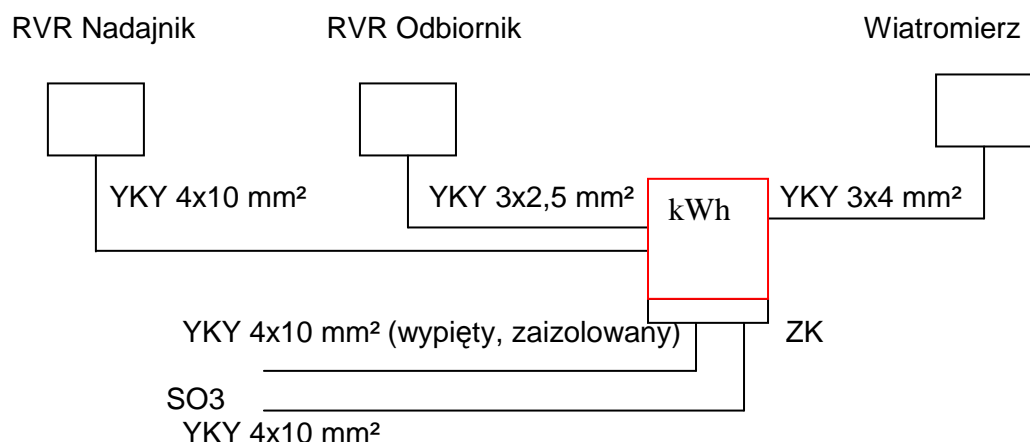 RVR Nadajnik RVR Odbiornik Wiatromierz
YKY 4x10 mm² YKY 3x2,5 mm² kWh YKY 3x4 mm²
YKY 4x10 mm² (wypięty, zaizolowany) ZK
SO3
YKY 4x10 mm²